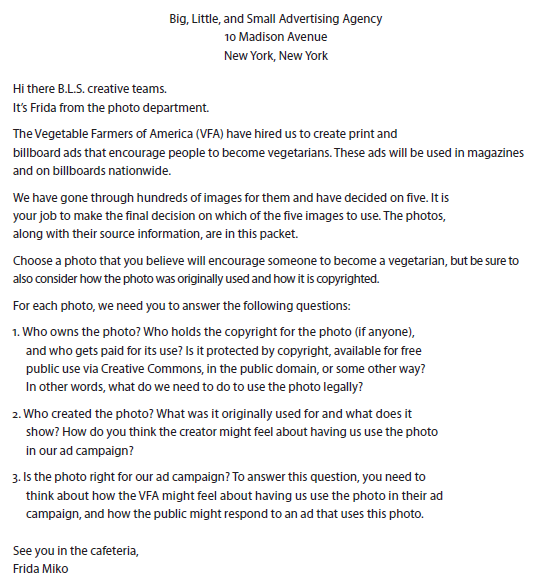 Big, Little, and Small Advertising Agency
10 Madison Avenue
New York, New York
Hi there B.L.S. creative teams.
It's Frida from the photo department.
The Vegetable Farmers of America (VFA) have hired us to create print and
billboard ads that encourage people to become vegetarians. These ads will be used in magazines
and on billboards nationwide.
We have gone through hundreds of images for them and have decided on five. It is
your job to make the final decision on which of the five images to use. The photos,
along with their source information, are in this packet.
Choose a photo that you believe will encourage someone to become a vegetarian, but be sure to
also consider how the photo was originally used and how it is copyrighted.
For each photo, we need you to answer the following questions:
1. Who owns the photo? Who holds the copyright for the photo (if anyone),
and who gets paid for its use? Is it protected by copyright, available for free
public use via Creative Commons, in the public domain, or some other way?
In other words, what do we need to do to use the photo legally?
2. Who created the photo? What was it originally used for and what does it
show? How do you think the creator might feel about having us use the photo
in our ad campaign?
3. Is the photo right for our ad campaign? To answer this question, you need to
think about how the VFA might feel about having us use the photo in their ad
campaign, and how the public might respond to an ad that uses this photo.
See you in the cafeteria,
Frida Miko